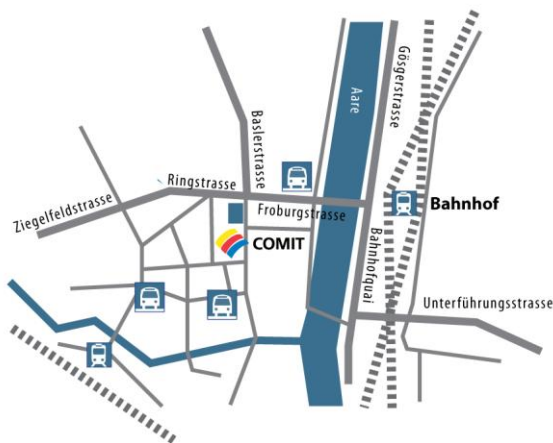 Gösgerstrasse
Aare
Baslerstrasse
Ringstrasse
Ziegelfeldstrasse
Froburgstrasse
Bahnhof
COMIT
Bahnhofquai
Unterführungsstrasse